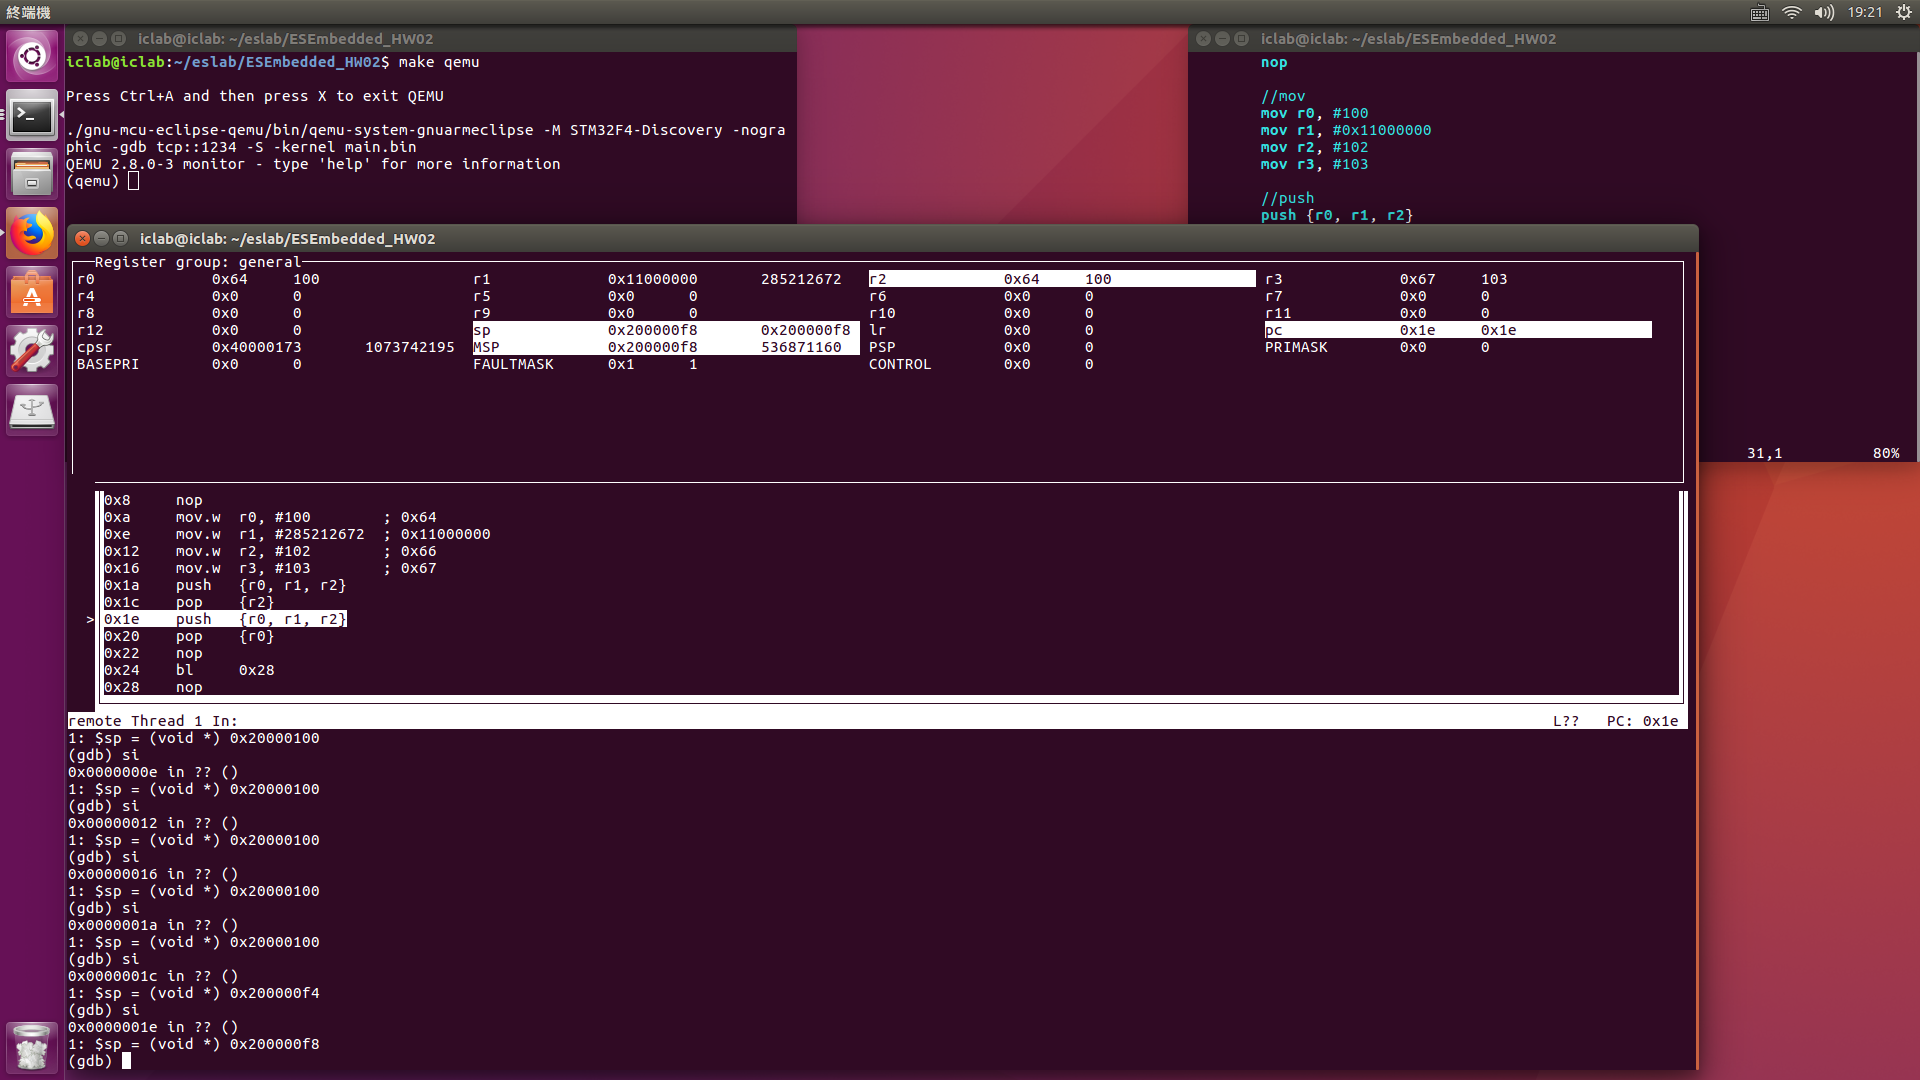 終端機
19:21
iclab@iclab: ~/eslab/ESEmbedded_HW02
iclab@iclab:~/eslab/ESEmbedded_HW02$ make qemu
Press Ctrl+A and then press X to exit QEMU
./gnu-mcu-eclipse-qemu/bin/qemu-system-gnuarmeclipse -M STM32F4-Discovery -nogra
phic -gdb tcp::1234 -S -kernel main.bin
QEMU 2.8.0-3 monitor - type 'help' for more information
(qemu)
iclab@iclab: ~/eslab/ESEmbedded_HW02
nop
//mov
mov r0, #100
mov r1, #0x11000000
mov r2, #102
mov r3, #103
//push
push {r0, r1, r2}
31,1 80%
iclab@iclab: ~/eslab/ESEmbedded_HW02
Register group: general
r0 0x64 100 r1 0x11000000 285212672 r2 0x64 100 r3 0x67 103
r4 0x0 0 r5 0x0 0 r6 0x0 0 r7 0x0 0
r8 0x0 0 r9 0x0 0 r10 0x0 0 r11 0x0 0
r12 0x0 0 sp 0x200000f8 0x200000f8 lr 0x0 0 pc 0x1e 0x1e
cpsr 0x40000173 1073742195 MSP 0x200000f8 536871160 PSP 0x0 0 PRIMASK 0x0 0
BASEPRI 0x0 0 FAULTMASK 0x1 1 CONTROL 0x0 0
0x8 nop
0xa mov.w r0, #100 ; 0x64
0xe mov.w r1, #285212672 ; 0x11000000
0x12 mov.w r2, #102 ; 0x66
0x16 mov.w r3, #103 ; 0x67
0x1a push {r0, r1, r2}
0x1c pop {r2}
> 0x1e push {r0, r1, r2}
0x20 pop {r0}
0x22 nop
0x24 bl 0x28
0x28 nop
remote Thread 1 In: L?? PC: 0x1e
1: $sp = (void *) 0x20000100
(gdb) si
0x0000000e in ?? ()
1: $sp = (void *) 0x20000100
(gdb) si
0x00000012 in ?? ()
1: $sp = (void *) 0x20000100
(gdb) si
0x00000016 in ?? ()
1: $sp = (void *) 0x20000100
(gdb) si
0x0000001a in ?? ()
1: $sp = (void *) 0x20000100
(gdb) si
0x0000001c in ?? ()
1: $sp = (void *) 0x200000f4
(gdb) si
0x0000001e in ?? ()
1: $sp = (void *) 0x200000f8
(gdb)